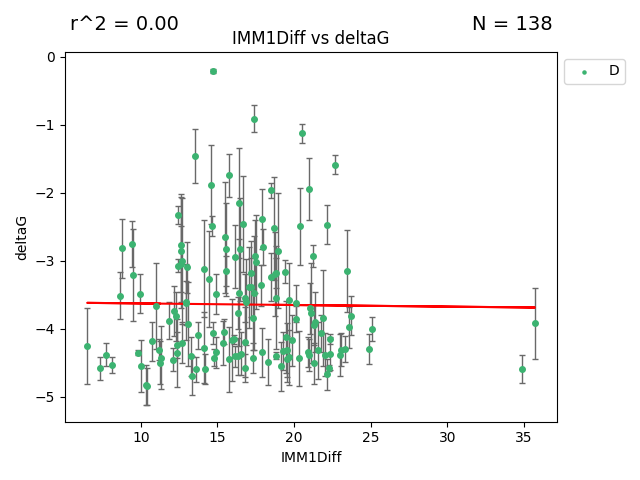 r^2 = 0.00
N = 138
IMM1Diff vs deltaG
D
0
−1
−2
−3
−4
−5
deltaG
10
15
20
25
30
35
IMM1Diff